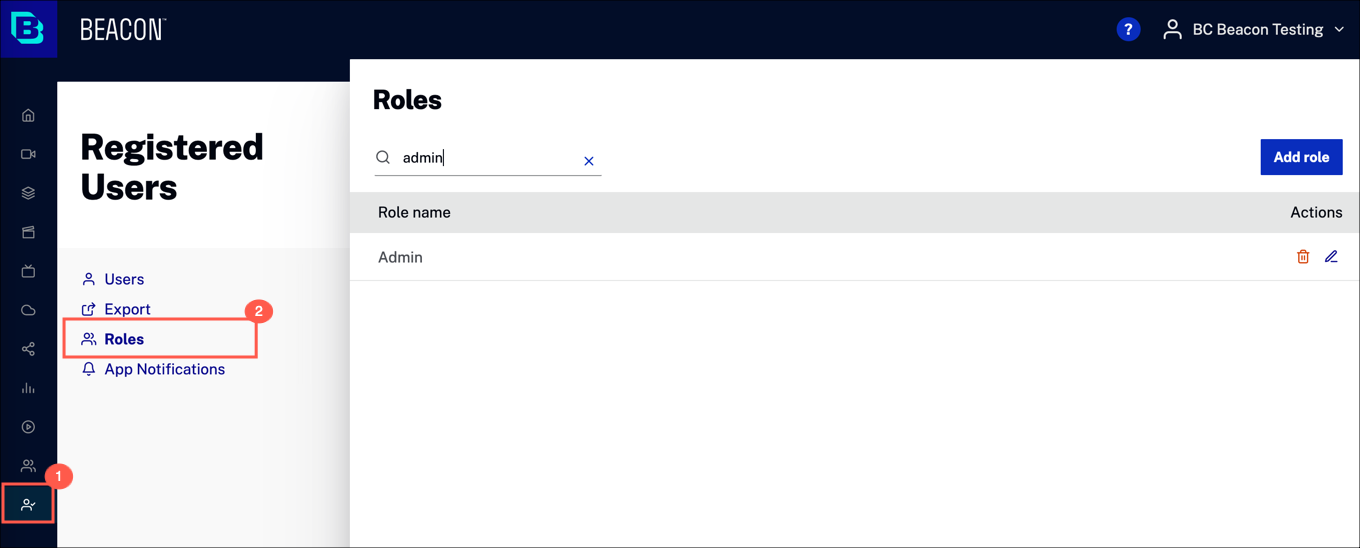 B BEACON™
? BC Beacon Testing
Registered
Users
Users
Export
2
Roles
App Notifications
1
Roles
admin
Add role
Role name Actions
Admin